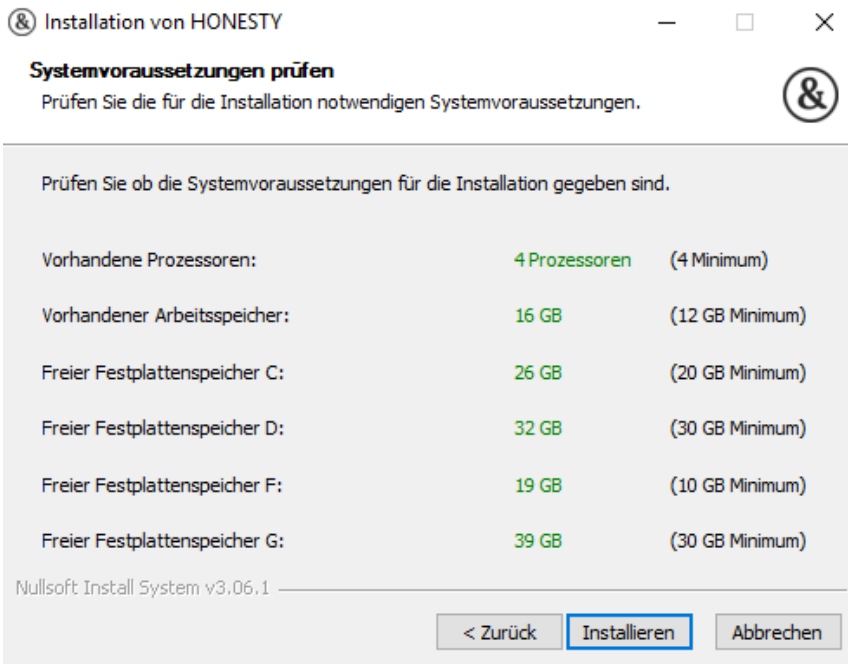 & Installation von HONESTY
Systemvoraussetzungen prüfen
Prüfen Sie die für die Installation notwendigen Systemvoraussetzungen.
&
Prüfen Sie ob die Systemvoraussetzungen für die Installation gegeben sind.
Vorhandene Prozessoren: 4 Prozessoren (4 Minimum)
Vorhandener Arbeitsspeicher: 16 GB (12 GB Minimum)
Freier Festplattenspeicher C: 26 GB (20 GB Minimum)
Freier Festplattenspeicher D: 32 GB (30 GB Minimum)
Freier Festplattenspeicher F: 19 GB (10 GB Minimum)
Freier Festplattenspeicher G: 39 GB (30 GB Minimum)
Nullsoft Install System v3.06.1
< Zurück Installieren Abbrechen